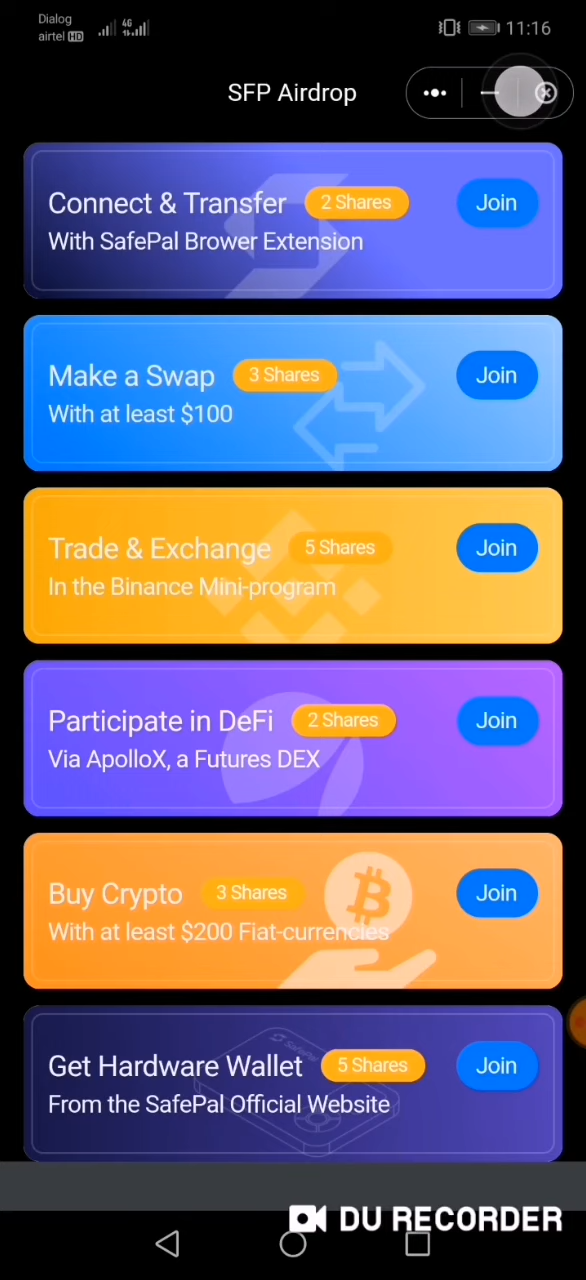 Dialog
airtel HD
4G
11:16
SFP Airdrop
Connect & Transfer 2 Shares Join
With SafePal Brower Extension
Make a Swap 3 Shares Join
With at least $100
Trade & Exchange 5 Shares Join
In the Binance Mini-program
Participate in DeFi 2 Shares Join
Via ApolloX, a Futures DEX
Buy Crypto 3 Shares Join
With at least $200 Fiat-currencies
Get Hardware Wallet 5 Shares Join
From the SafePal Official Website
SafePal
DU RECORDER